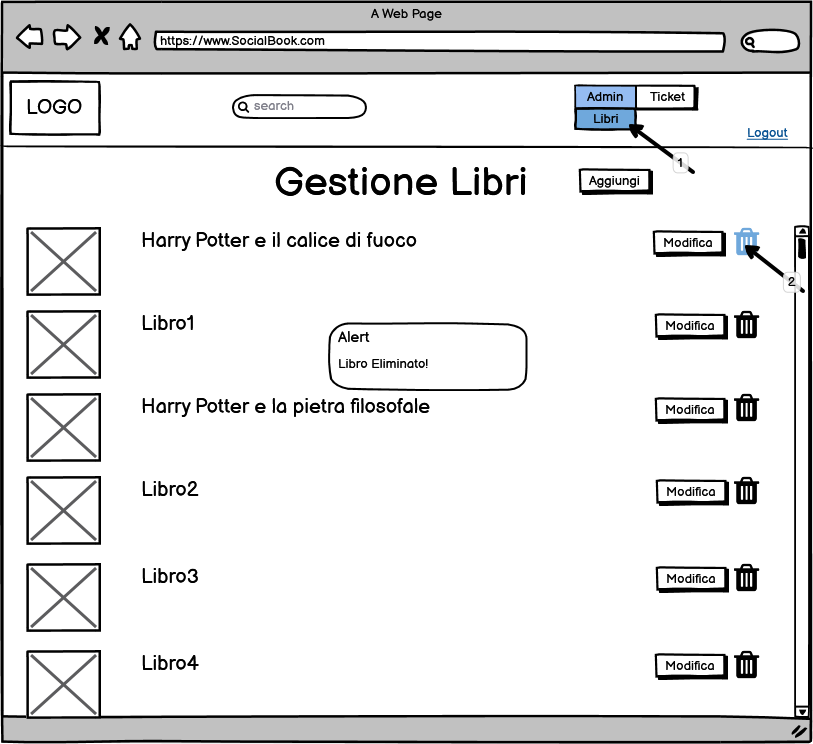 A Web Page
https://www.SocialBook.com
LOGO
search
Admin
Ticket
Libri
Logout
1
Gestione Libri
Aggiungi
Harry Potter e il calice di fuoco
Modifica
2
Libro1
Modifica
Alert
Libro Eliminato!
Harry Potter e la pietra filosofale
Modifica
Libro2
Modifica
Libro3
Modifica
Libro4
Modifica